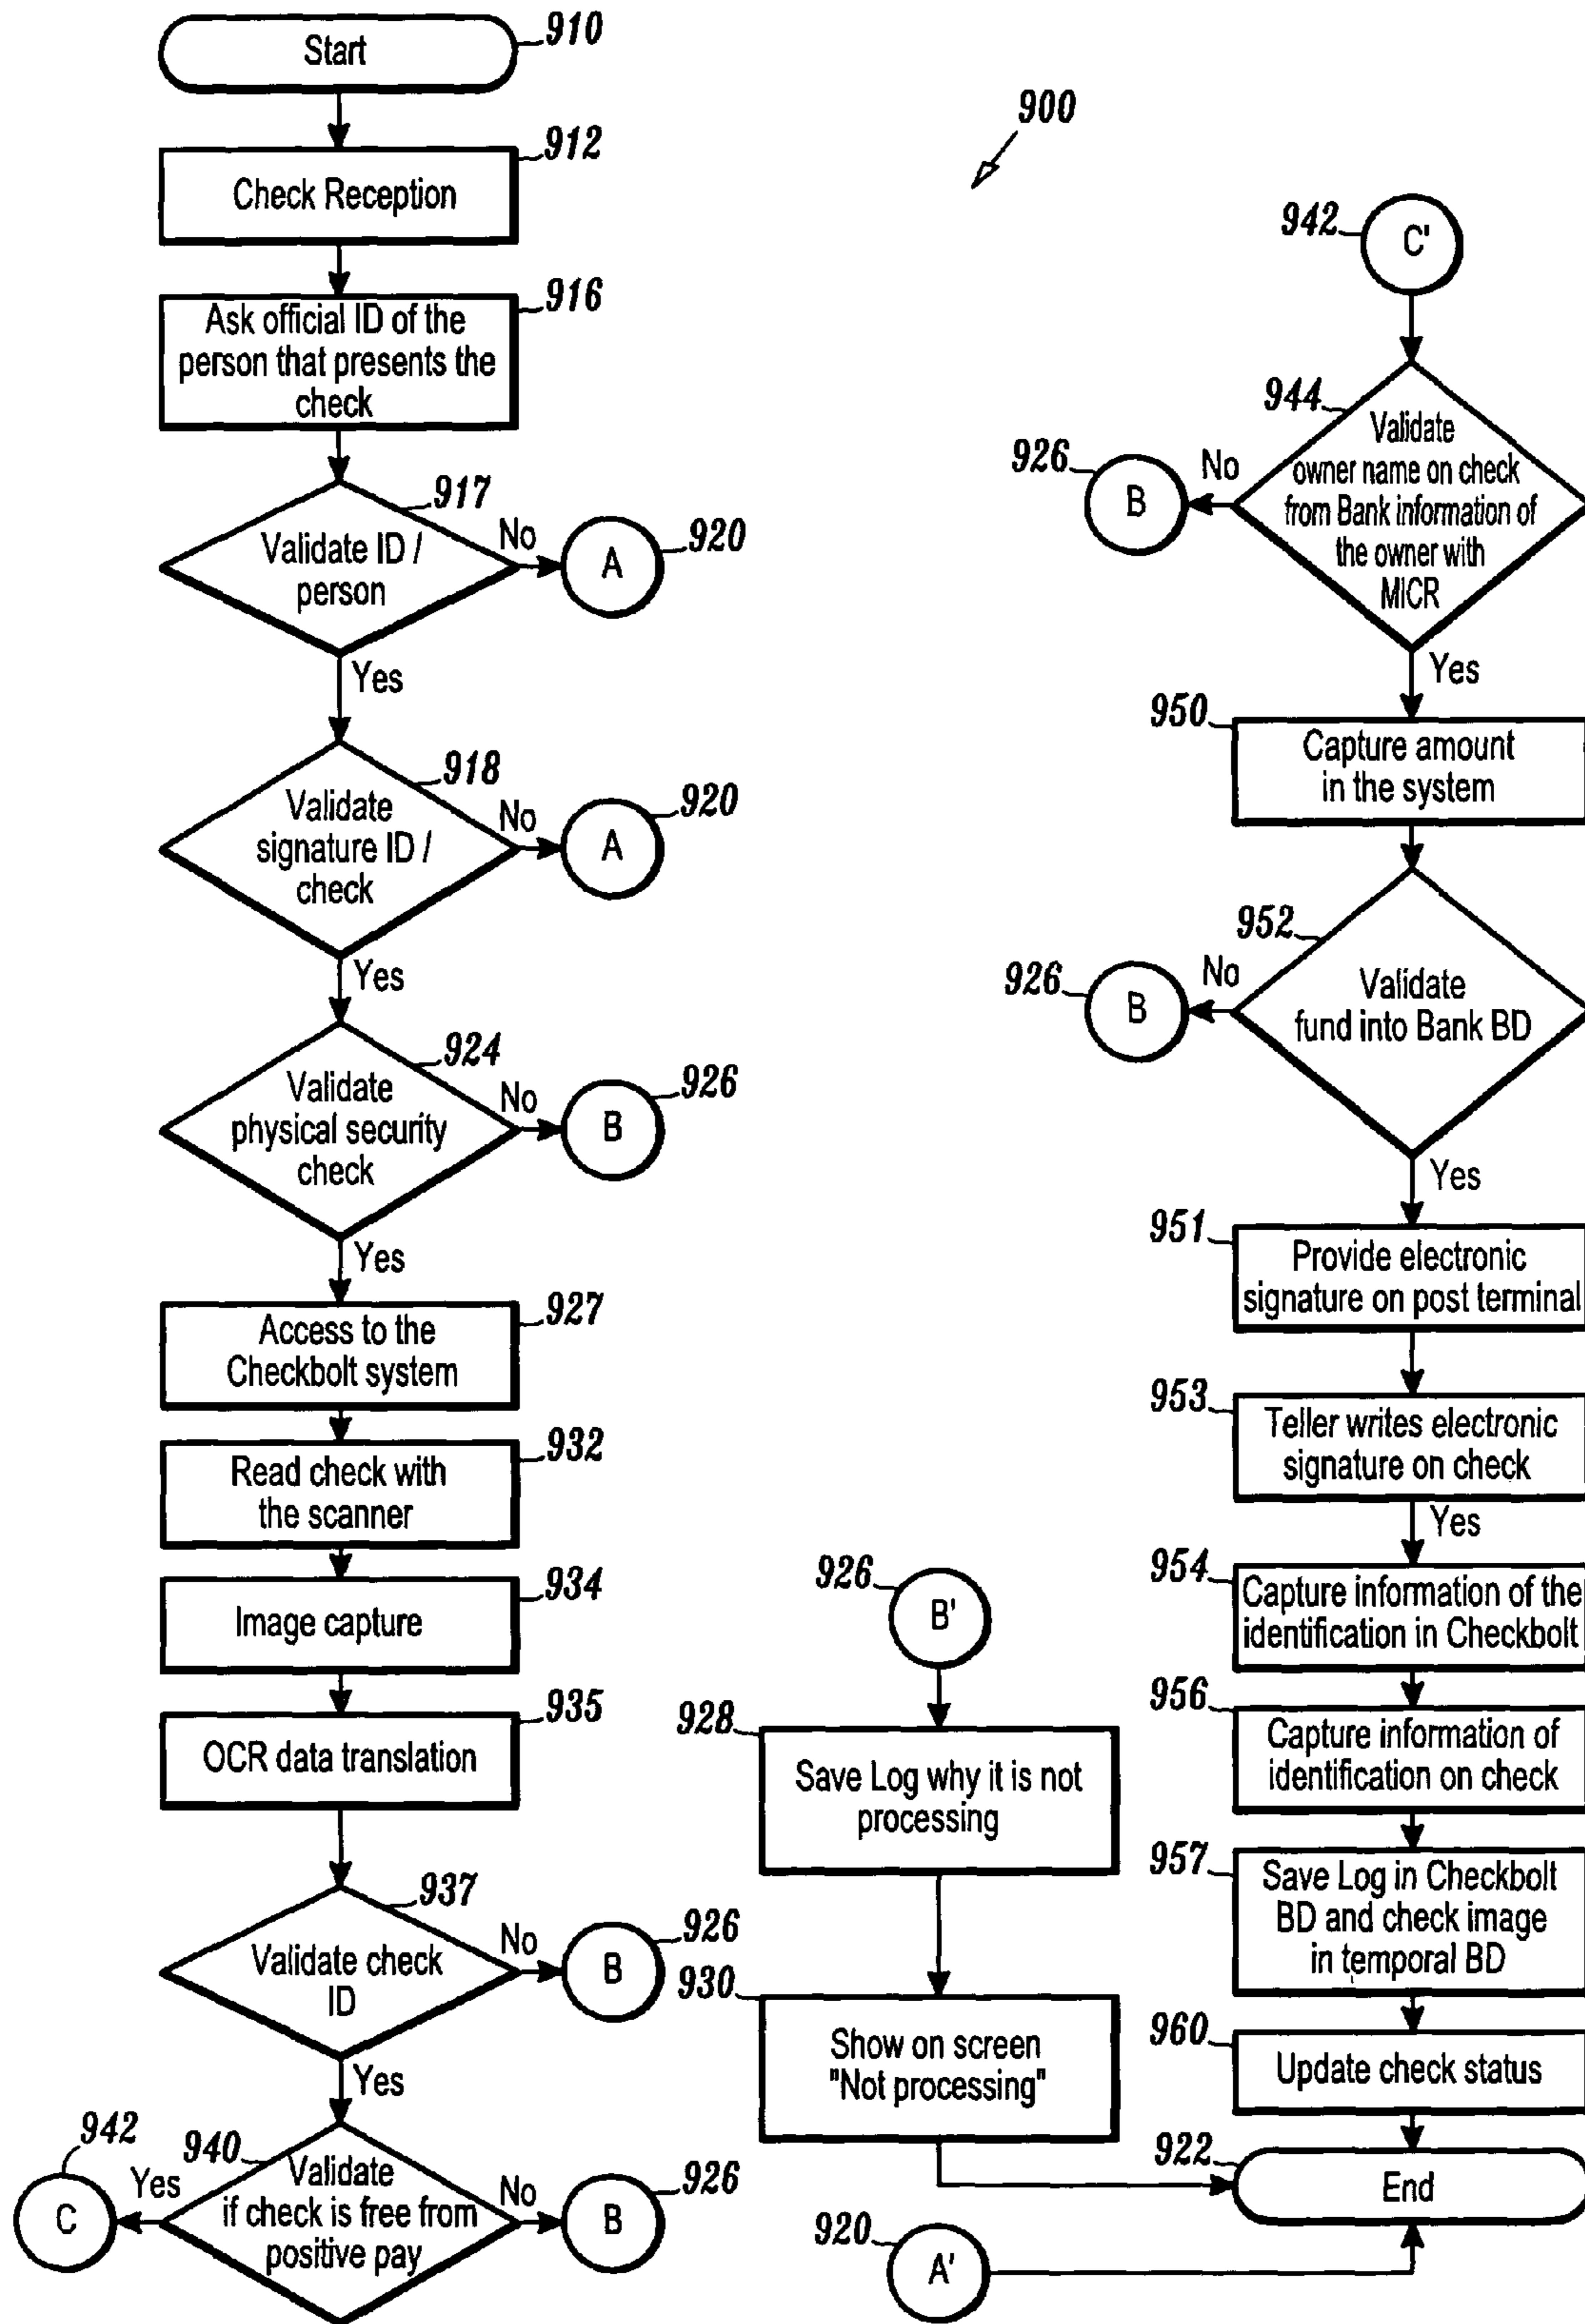 910
Start
912
Check Reception
916
Ask official ID of the
person that presents the
check
917
Validate ID /
person
No
A
920
Yes
918
Validate
signature ID /
check
No
A
920
Yes
924
Validate
physical security
check
No
B
926
Yes
927
Access to the
Checkbolt system
932
Read check with
the scanner
934
Image capture
935
OCR data translation
937
Validate check
ID
No
B
926
Yes
940
Validate
if check is free from
positive pay
Yes
942
C
No
B
926
900
926
B'
928
Save Log why it is not
processing
930
Show on screen
"Not processing"
920
A'
942
C'
944
Validate
owner name on check
from Bank information of
the owner with
MICR
No
926
B
Yes
950
Capture amount
in the system
952
Validate
fund into Bank BD
No
926
B
Yes
951
Provide electronic
signature on post terminal
953
Teller writes electronic
signature on check
Yes
954
Capture information of the
identification in Checkbolt
956
Capture information of
identification on check
957
Save Log in Checkbolt
BD and check image
in temporal BD
960
Update check status
922
End